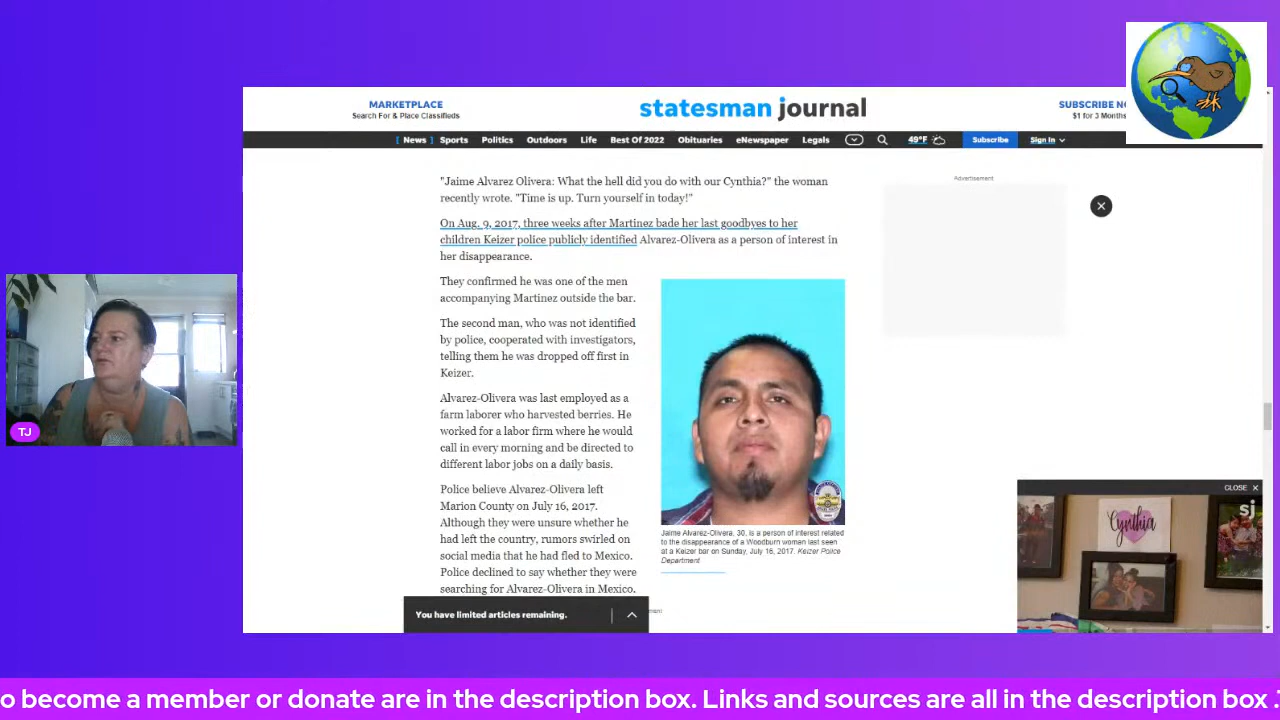 MARKETPLACE
Search For & Place Classifieds
statesman journal
SUBSCRIBE NO
$1 for 3 Months
[ News ] Sports Politics Outdoors Life Best Of 2022 Obituaries eNewspaper Legals 49°F Subscribe Sign In
"Jaime Alvarez Olivera: What the hell did you do with our Cynthia?" the woman
recently wrote. "Time is up. Turn yourself in today!"
On Aug. 9, 2017, three weeks after Martinez bade her last goodbyes to her
children Keizer police publicly identified Alvarez-Olivera as a person of interest in
her disappearance.
They confirmed he was one of the men
accompanying Martinez outside the bar.
The second man, who was not identified
by police, cooperated with investigators,
telling them he was dropped off first in
Keizer.
Alvarez-Olivera was last employed as a
farm laborer who harvested berries. He
worked for a labor firm where he would
call in every morning and be directed to
different labor jobs on a daily basis.
Police believe Alvarez-Olivera left
Marion County on July 16, 2017.
Although they were unsure whether he
had left the country, rumors swirled on
social media that he had fled to Mexico.
Police declined to say whether they were
searching for Alvarez-Olivera in Mexico.
Jaime Alvarez-Olivera, 30, is a person of interest related
to the disappearance of a Woodburn woman last seen
at a Keizer bar on Sunday, July 16, 2017. Keizer Police
Department
Advertisement
CLOSE X
sj
Cynthia
You have limited articles remaining.
TJ
o become a member or donate are in the description box. Links and sources are all in the description box .